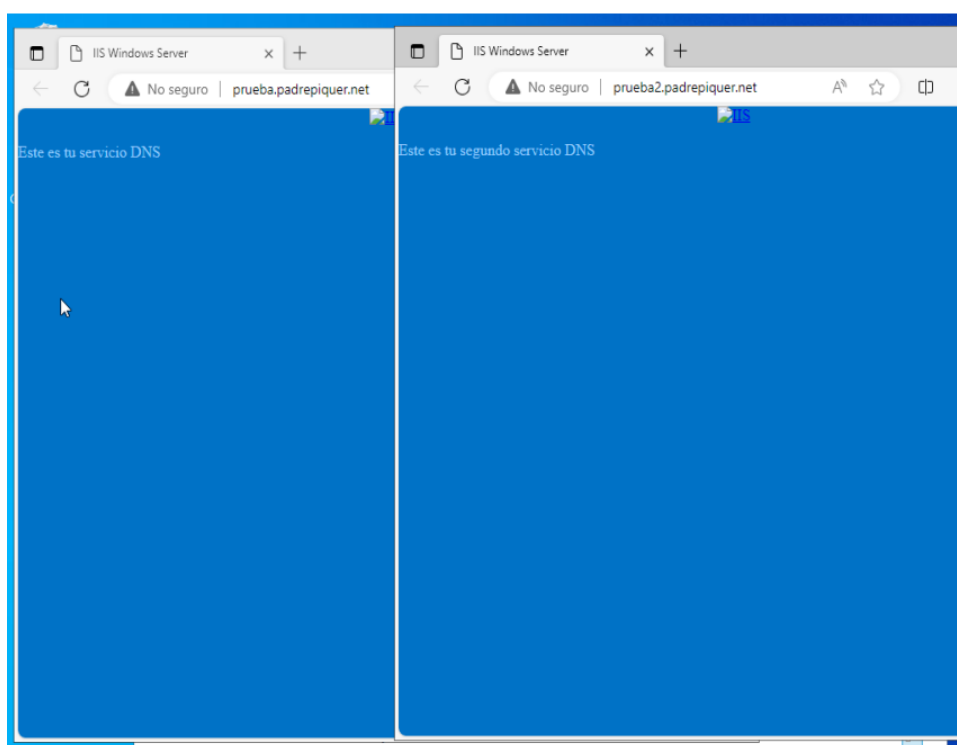 IIS Windows Server
No seguro | prueba.padrepiquer.net
Este es tu servicio DNS
IIS Windows Server
No seguro | prueba2.padrepiquer.net
IIS
Este es tu segundo servicio DNS